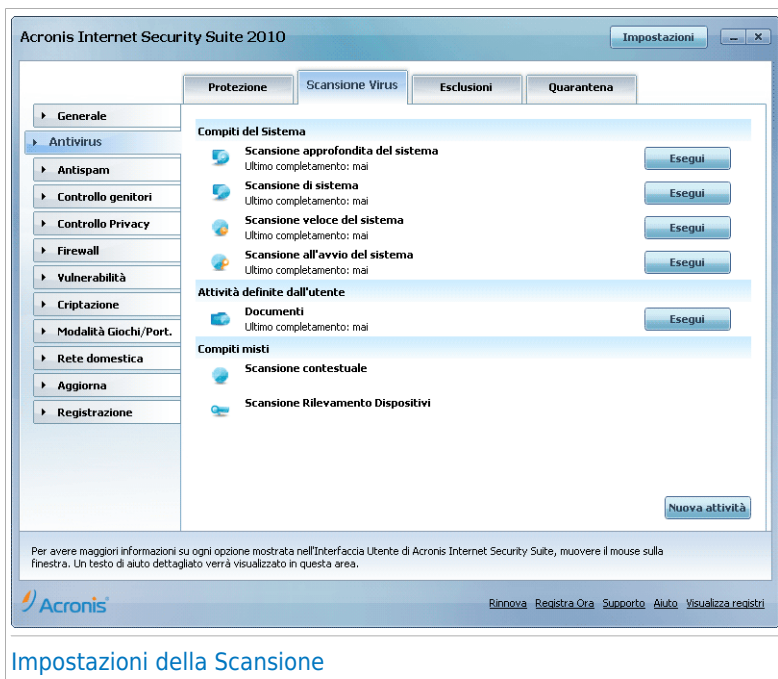 Acronis Internet Security Suite 2010
Impostazioni
Protezione
Scansione Virus
Esclusioni
Quarantena
Generale
Antivirus
Antispam
Controllo genitori
Controllo Privacy
Firewall
Vulnerabilità
Criptazione
Modalità Giochi/Port.
Rete domestica
Aggiorna
Registrazione
Compiti del Sistema
Scansione approfondita del sistema
Ultimo completamento: mai
Esegui
Scansione di sistema
Ultimo completamento: mai
Esegui
Scansione veloce del sistema
Ultimo completamento: mai
Esegui
Scansione all'avvio del sistema
Ultimo completamento: mai
Esegui
Attività definite dall'utente
Documenti
Ultimo completamento: mai
Esegui
Compiti misti
Scansione contestuale
Scansione Rilevamento Dispositivi
Nuova attività
Per avere maggiori informazioni su ogni opzione mostrata nell'Interfaccia Utente di Acronis Internet Security Suite, muovere il mouse sulla
finestra. Un testo di aiuto dettagliato verrà visualizzato in questa area.
Acronis
Rinnova Registra Ora Supporto Aiuto Visualizza registri
Impostazioni della Scansione